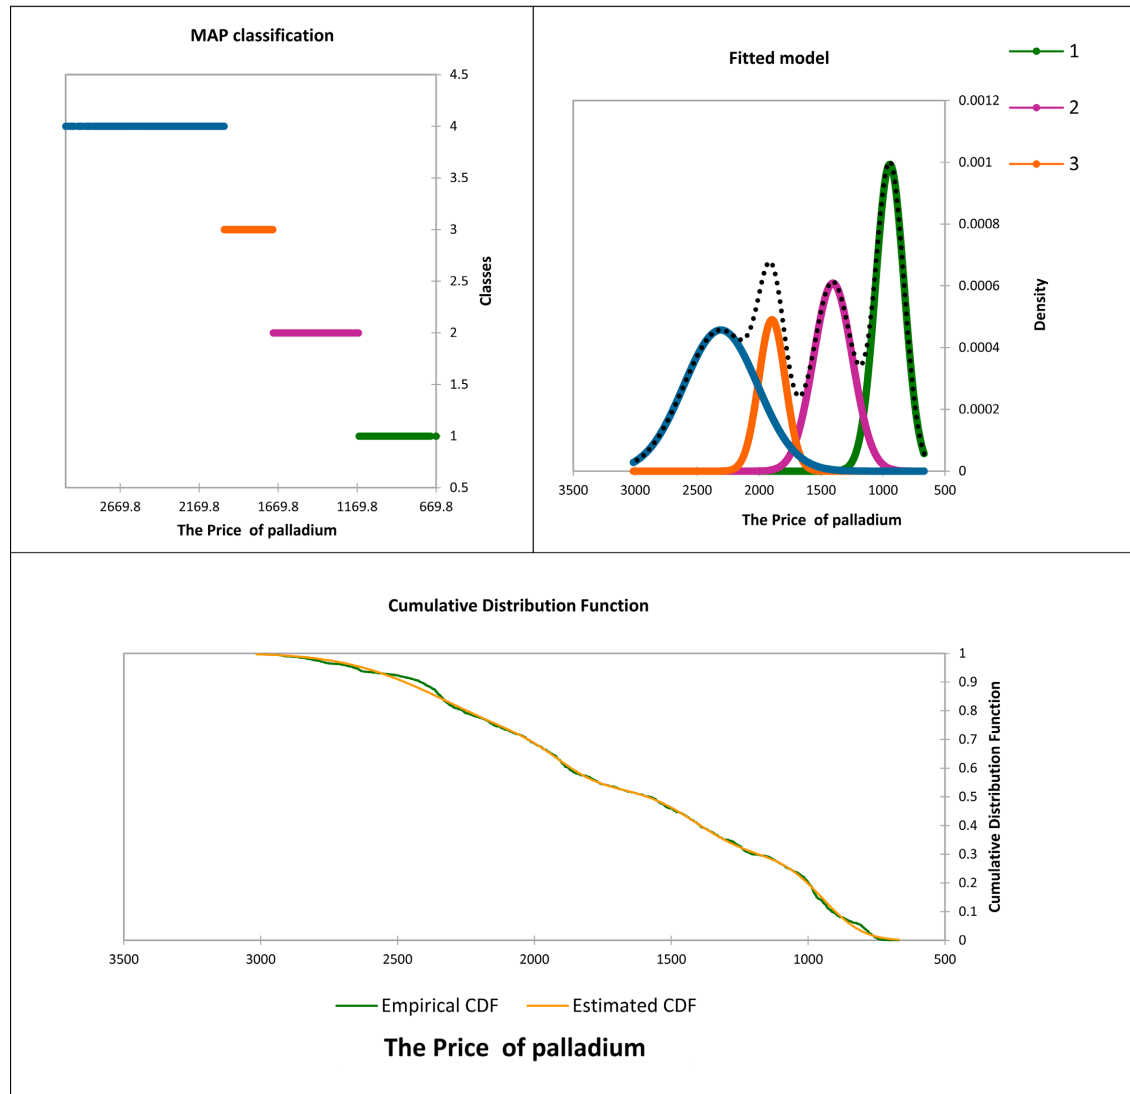 MAP classification
4.5
4
3.5
3
2.5
2
1.5
1
0.5
Classes
2669.8 2169.8 1669.8 1169.8 669.8
The Price of palladium
Fitted model
1
2
3
0.0012
0.001
0.0008
0.0006
0.0004
0.0002
0
Density
3500 3000 2500 2000 1500 1000 500
The Price of palladium
Cumulative Distribution Function
1
0.9
0.8
0.7
0.6
0.5
0.4
0.3
0.2
0.1
0
Cumulative Distribution Function
3500 3000 2500 2000 1500 1000 500
Empirical CDF Estimated CDF
The Price of palladium